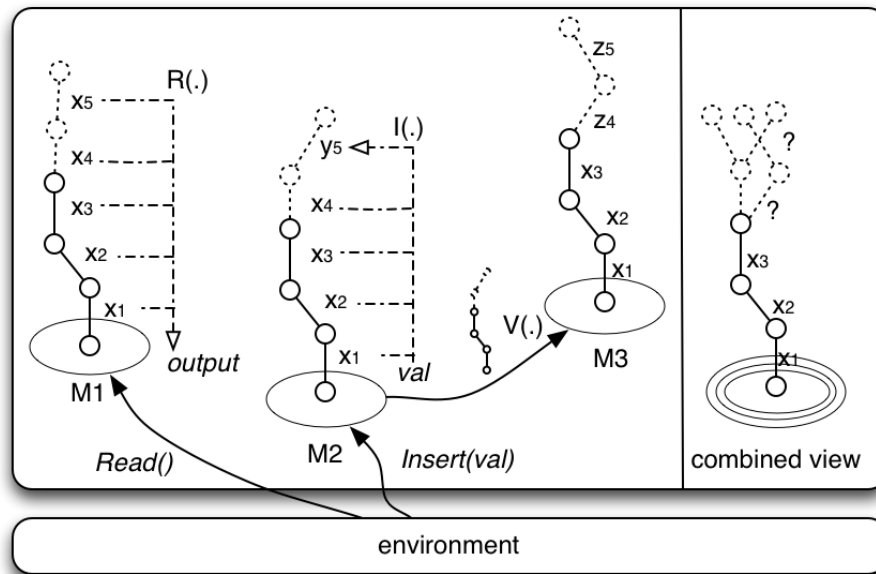 R(.)
x5
x4
x3
x2
x1
output
M1
Read()
I(.)
y5
x4
x3
x2
x1
val
M2
Insert(val)
V(.)
z5
z4
x3
x2
x1
M3
?
?
x3
x2
x1
combined view
environment